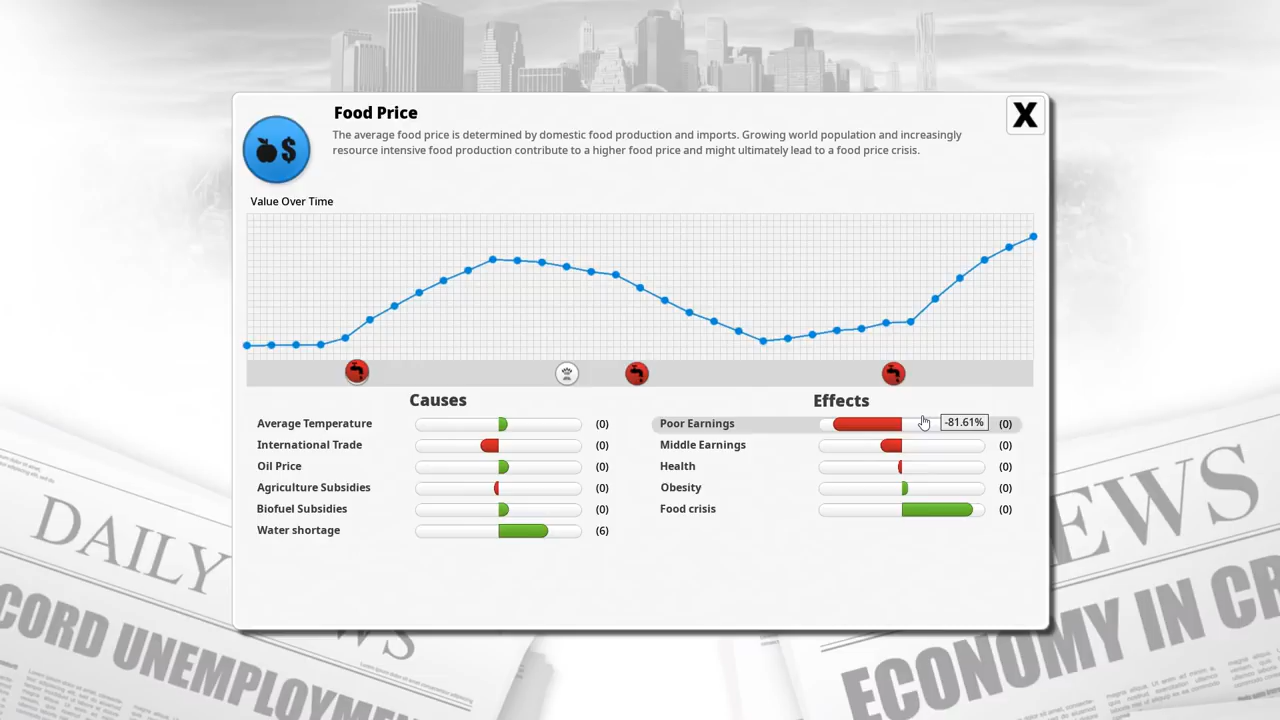 Food Price
X
The average food price is determined by domestic food production and imports. Growing world population and increasingly
resource intensive food production contribute to a higher food price and might ultimately lead to a food price crisis.
$
Value Over Time
Causes
Average Temperature (0)
International Trade (0)
Oil Price (0)
Agriculture Subsidies (0)
Biofuel Subsidies (0)
Water shortage (6)
Effects
Poor Earnings -81.61% (0)
Middle Earnings (0)
Health (0)
Obesity (0)
Food crisis (0)
DAILY
WS
CORD UNEMPLOYM
EWS
ECONOMY IN CR